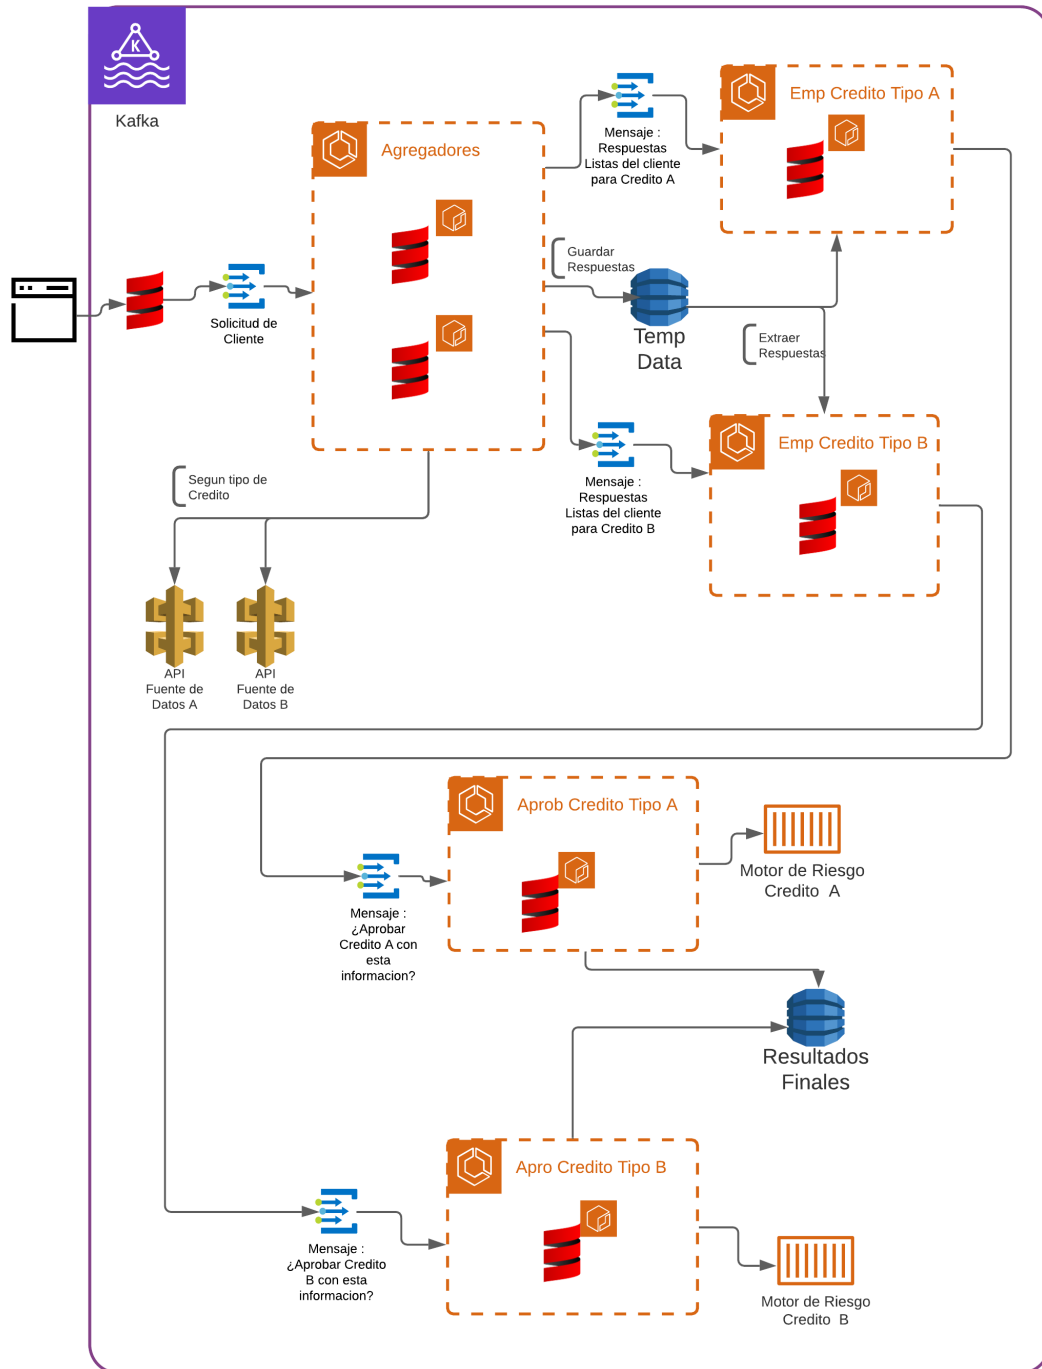 K
Kafka
Agregadores
Mensaje :
Respuestas
Listas del cliente
para Credito A
Emp Credito Tipo A
Guardar
Respuestas
Solicitud de
Cliente
Temp
Data
Extraer
Respuestas
Mensaje :
Respuestas
Listas del cliente
para Credito B
Emp Credito Tipo B
Segun tipo de
Credito
API
Fuente de
Datos A
API
Fuente de
Datos B
Aprob Credito Tipo A
Motor de Riesgo
Credito A
Mensaje :
¿Aprobar
Credito A con
esta
informacion?
Resultados
Finales
Apro Credito Tipo B
Mensaje :
¿Aprobar Credito
B con esta
informacion?
Motor de Riesgo
Credito B